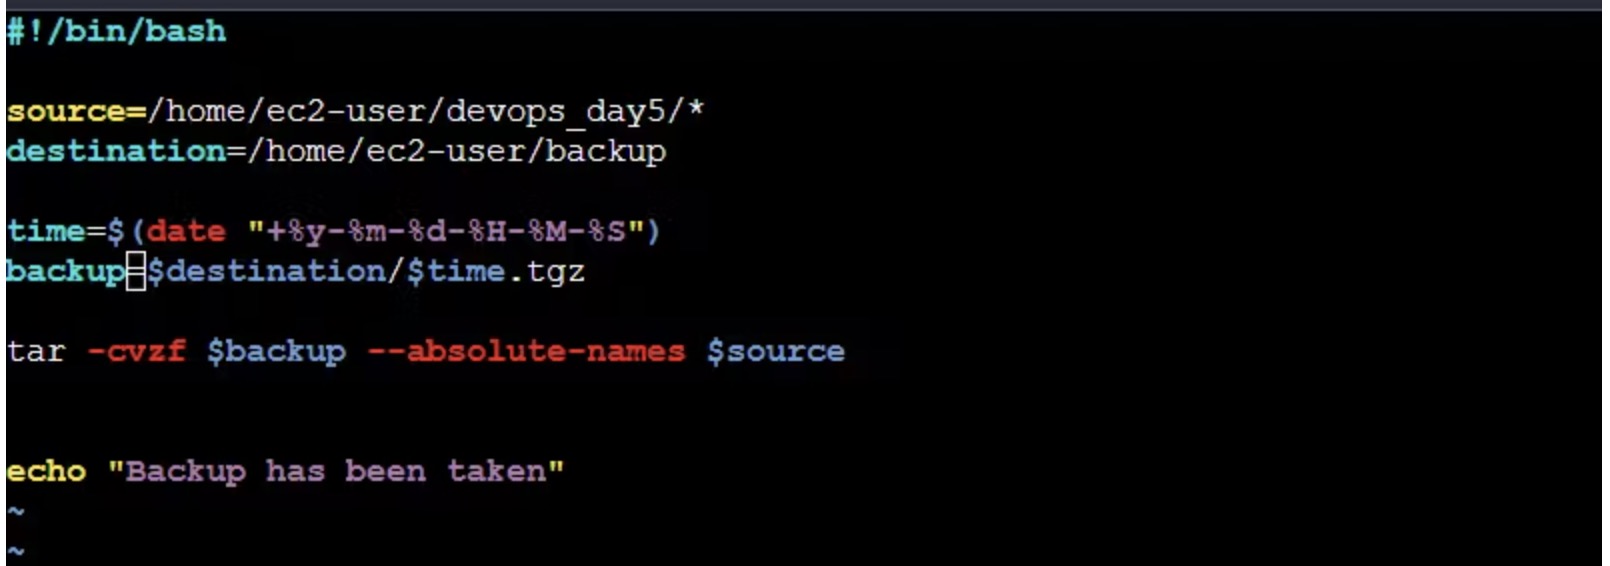 #!/bin/bash
source=/home/ec2-user/devops_day5/*
destination=/home/ec2-user/backup
time=$(date "+%y-%m-%d-%H-%M-%S")
backup=$destination/$time.tgz
tar -cvzf $backup --absolute-names $source
echo "Backup has been taken"
~
~